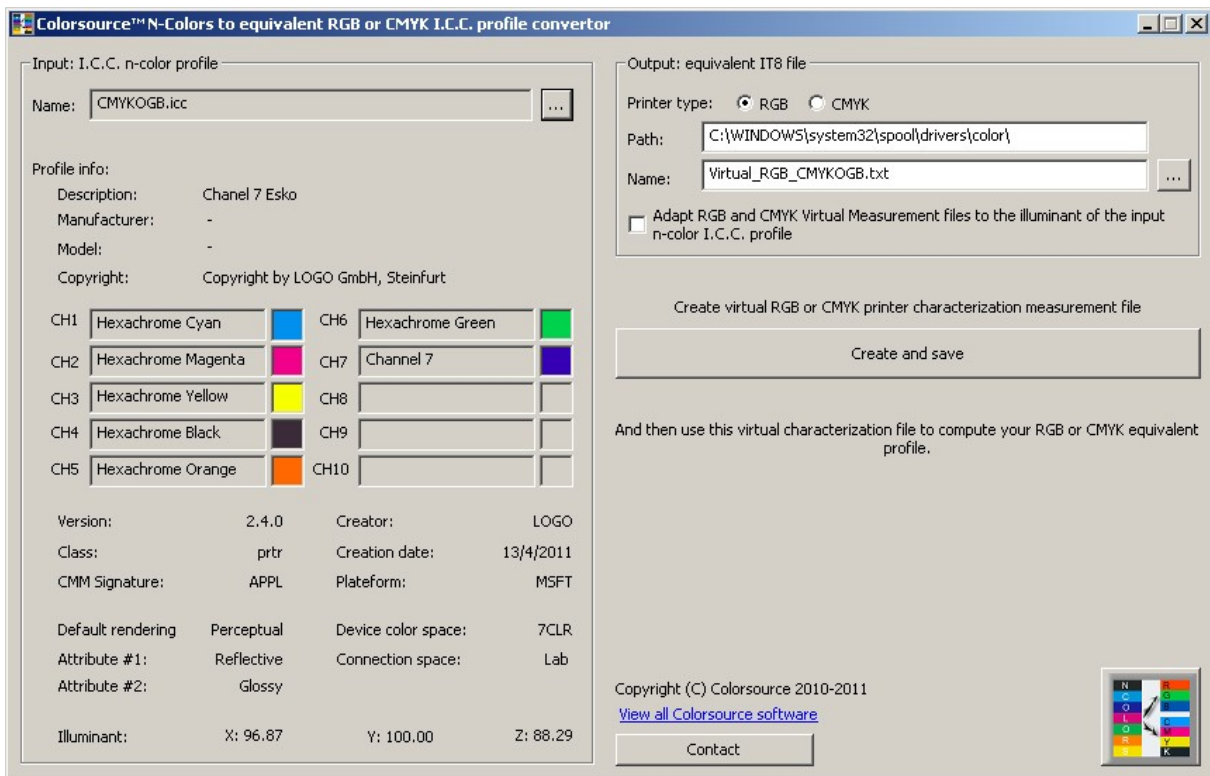 Colorsource™ N-Colors to equivalent RGB or CMYK I.C.C. profile convertor
Input: I.C.C. n-color profile
Name: CMYKOGB.icc ...
Profile info:
Description: Chanel 7 Esko
Manufacturer: -
Model: -
Copyright: Copyright by LOGO GmbH, Steinfurt
CH1 Hexachrome Cyan CH6 Hexachrome Green
CH2 Hexachrome Magenta CH7 Channel 7
CH3 Hexachrome Yellow CH8
CH4 Hexachrome Black CH9
CH5 Hexachrome Orange CH10
Version: 2.4.0 Creator: LOGO
Class: prtr Creation date: 13/4/2011
CMM Signature: APPL Plateform: MSFT
Default rendering Perceptual Device color space: 7CLR
Attribute #1: Reflective Connection space: Lab
Attribute #2: Glossy
Illuminant: X: 96.87 Y: 100.00 Z: 88.29
Output: equivalent IT8 file
Printer type: RGB CMYK
Path: C:\WINDOWS\system32\spool\drivers\color\
Name: Virtual_RGB_CMYKOGB.txt ...
Adapt RGB and CMYK Virtual Measurement files to the illuminant of the input
n-color I.C.C. profile
Create virtual RGB or CMYK printer characterization measurement file
Create and save
And then use this virtual characterization file to compute your RGB or CMYK equivalent
profile.
Copyright (C) Colorsource 2010-2011
View all Colorsource software
Contact
N C O L O R S
R G B
C M Y K